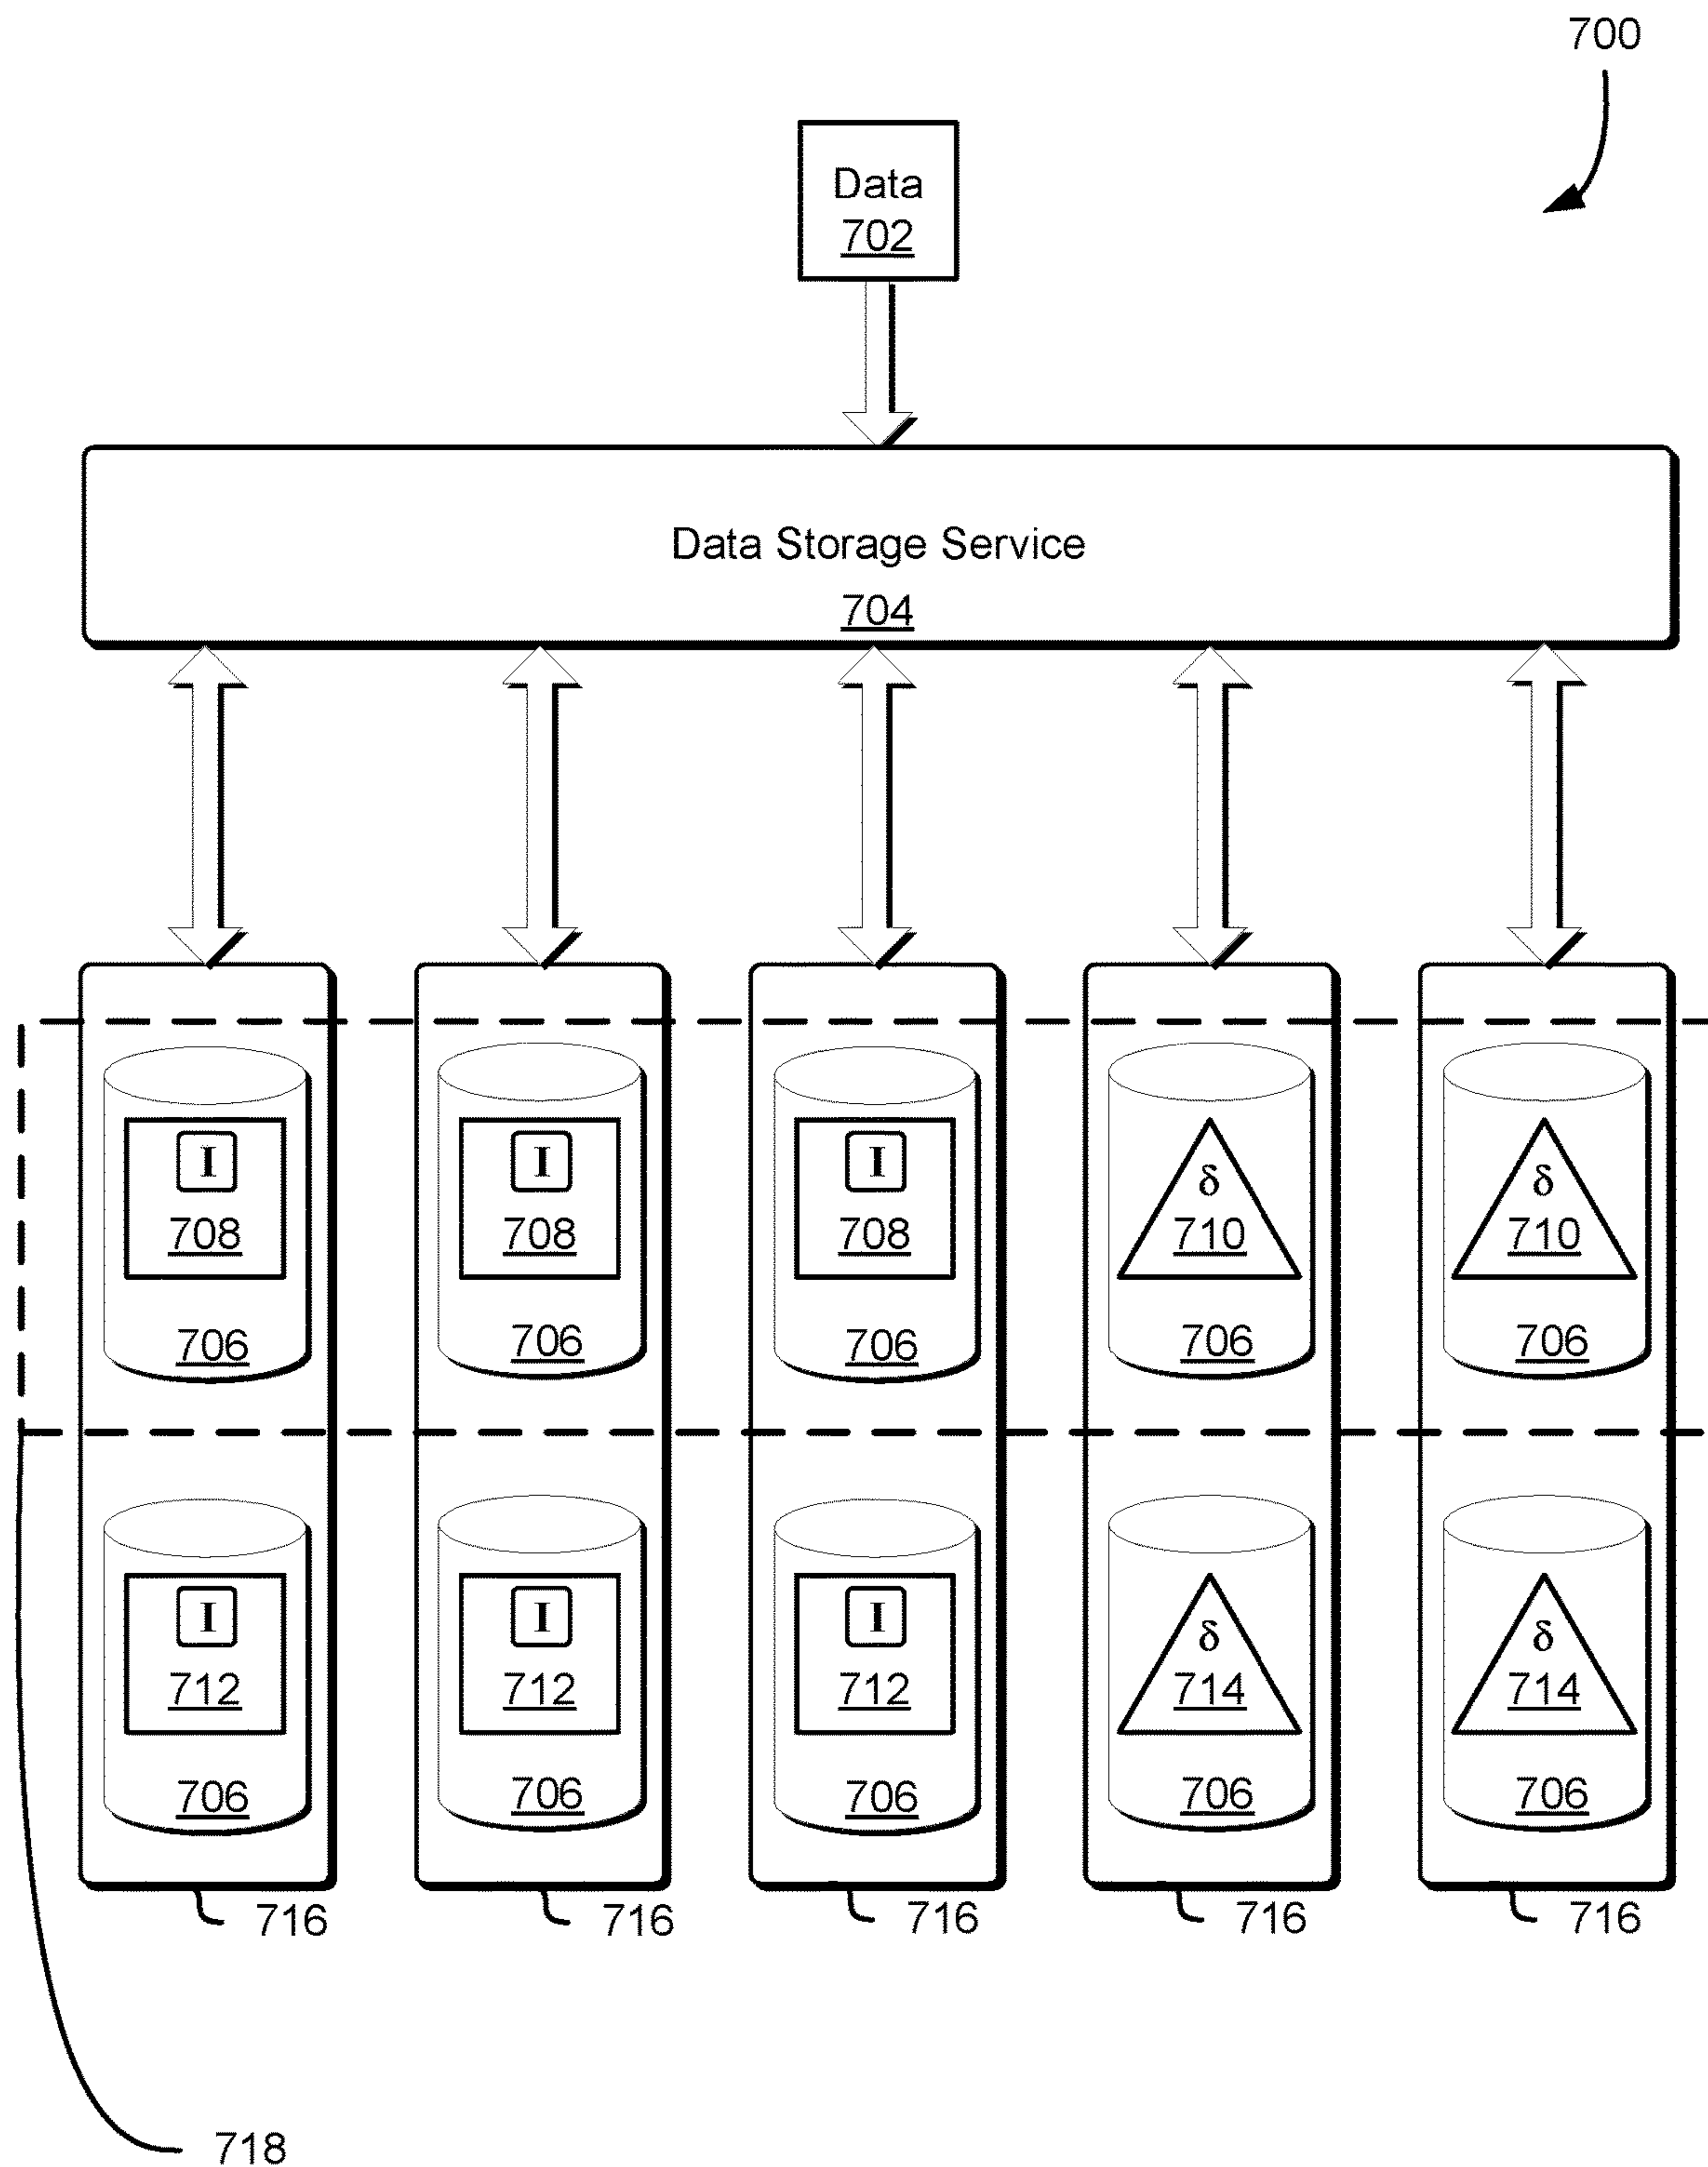 700
Data
702
Data Storage Service
704
I I I δ δ
708 708 708 710 710
706 706 706 706 706
I I I δ δ
712 712 712 714 714
706 706 706 706 706
716 716 716 716 716
718